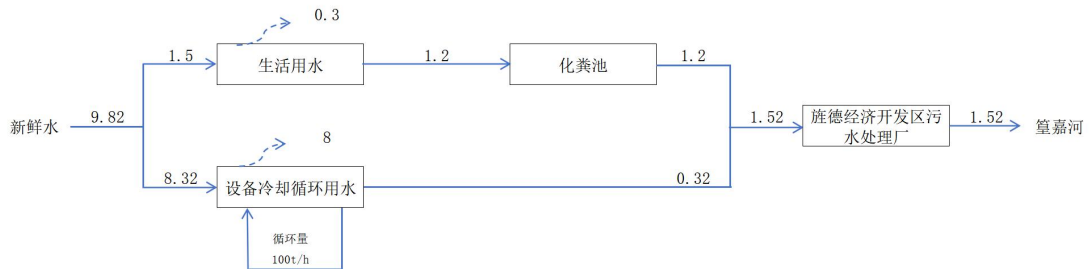 0.3
1.5
生活用水
1.2
化粪池
1.2
新鲜水
9.82
1.52
旌德经济开发区污
水处理厂
1.52
篁嘉河
8
8.32
设备冷却循环用水
0.32
循环量
100t/h